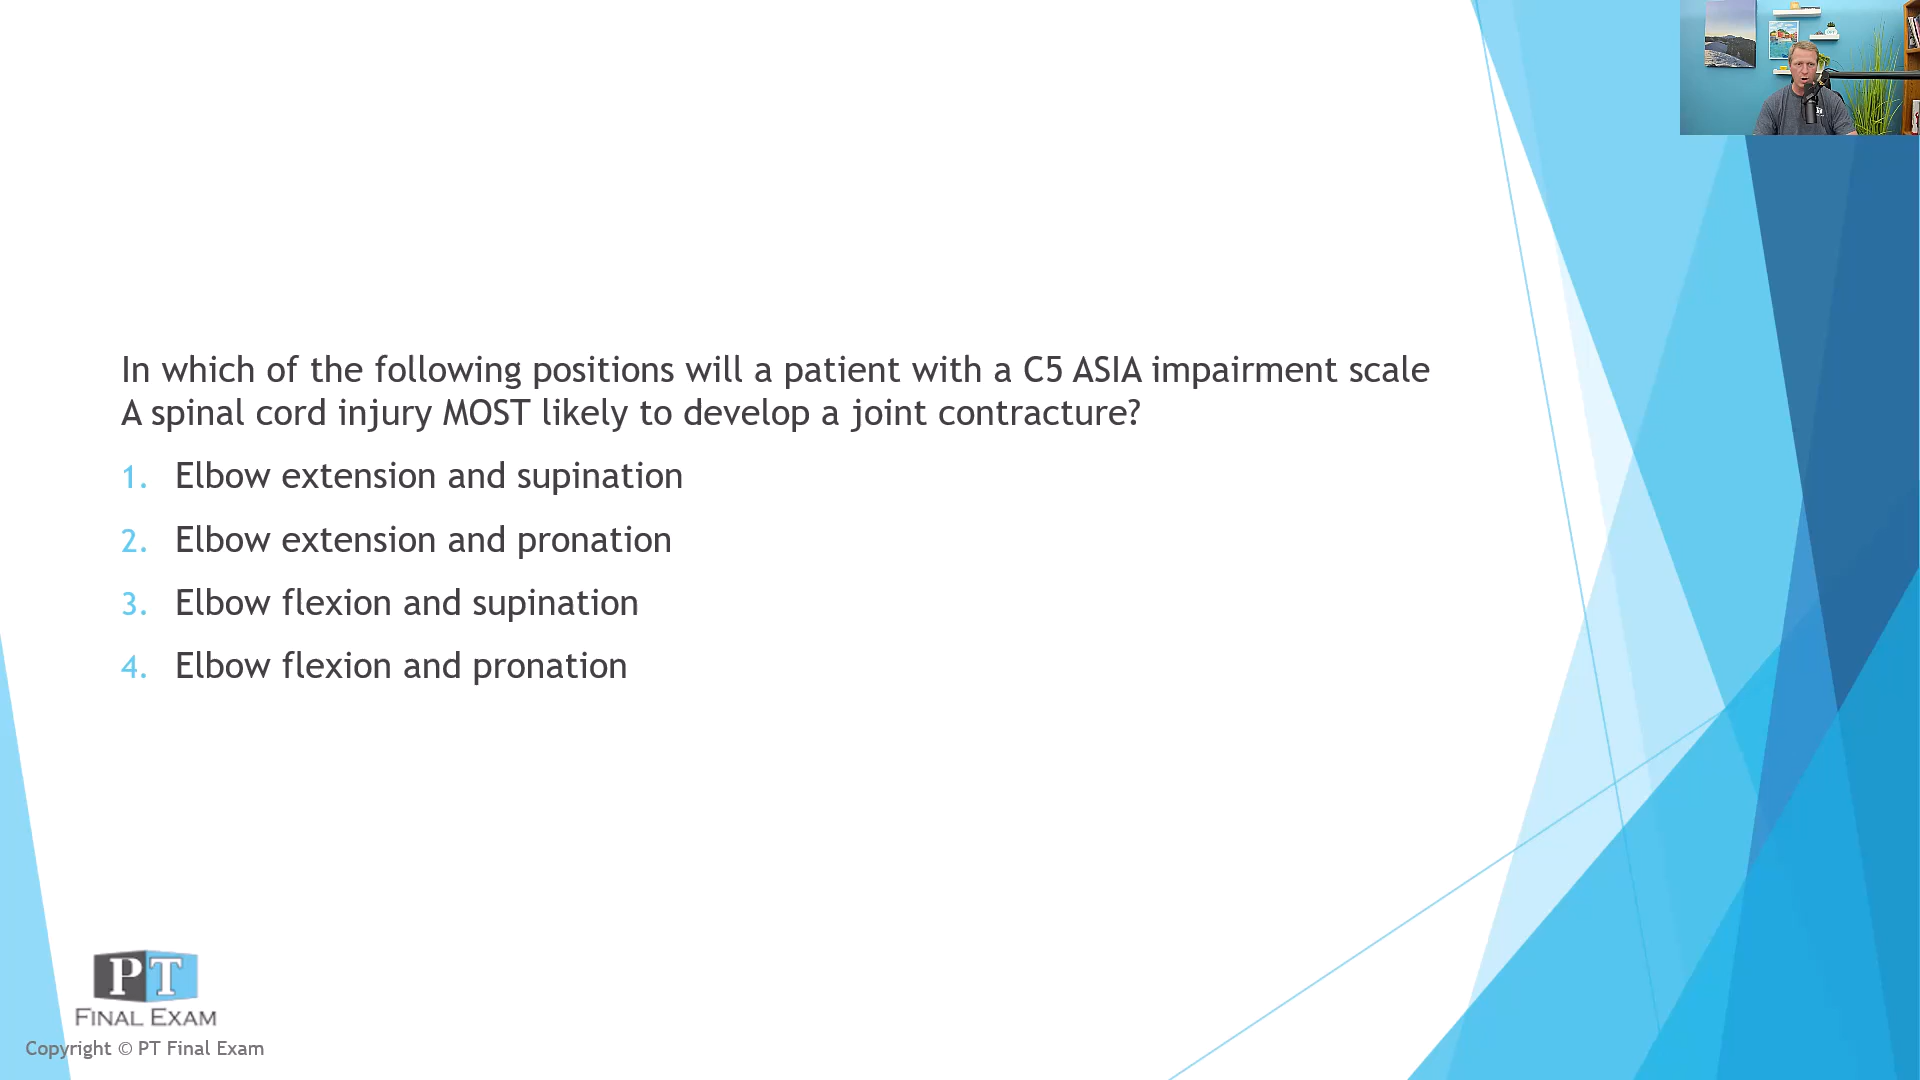 In which of the following positions will a patient with a C5 ASIA impairment scale
A spinal cord injury MOST likely to develop a joint contracture?
1. Elbow extension and supination
2. Elbow extension and pronation
3. Elbow flexion and supination
4. Elbow flexion and pronation
PT
FINAL EXAM
Copyright © PT Final Exam